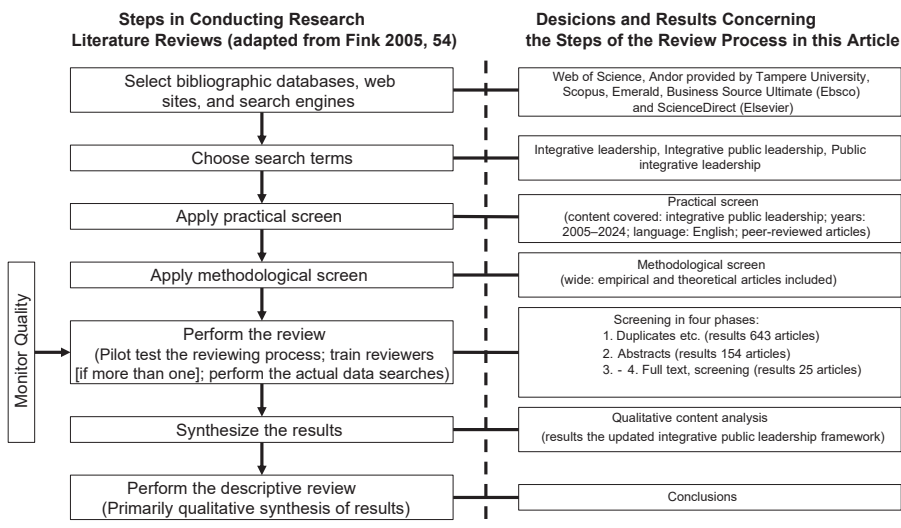 Steps in Conducting Research
Literature Reviews (adapted from Fink 2005, 54)
Desicions and Results Concerning
the Steps of the Review Process in this Article
Select bibliographic databases, web
sites, and search engines
Web of Science, Andor provided by Tampere University,
Scopus, Emerald, Business Source Ultimate (Ebsco)
and ScienceDirect (Elsevier)
Choose search terms
Integrative leadership, Integrative public leadership, Public
integrative leadership
Apply practical screen
Practical screen
(content covered: integrative public leadership; years:
2005–2024; language: English; peer-reviewed articles)
Apply methodological screen
Methodological screen
(wide: empirical and theoretical articles included)
Monitor Quality
Perform the review
(Pilot test the reviewing process; train reviewers
[if more than one]; perform the actual data searches)
Screening in four phases:
1. Duplicates etc. (results 643 articles)
2. Abstracts (results 154 articles)
3. - 4. Full text, screening (results 25 articles)
Synthesize the results
Qualitative content analysis
(results the updated integrative public leadership framework)
Perform the descriptive review
(Primarily qualitative synthesis of results)
Conclusions